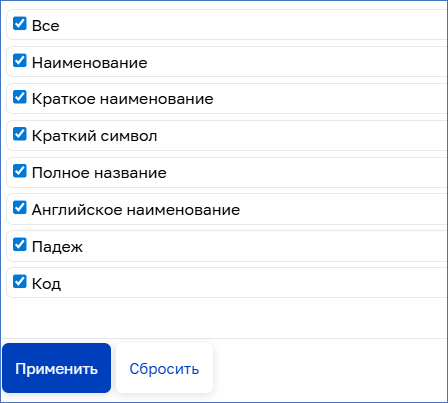 Все
Наименование
Краткое наименование
Краткий символ
Полное название
Английское наименование
Падеж
Код
Применить Сбросить